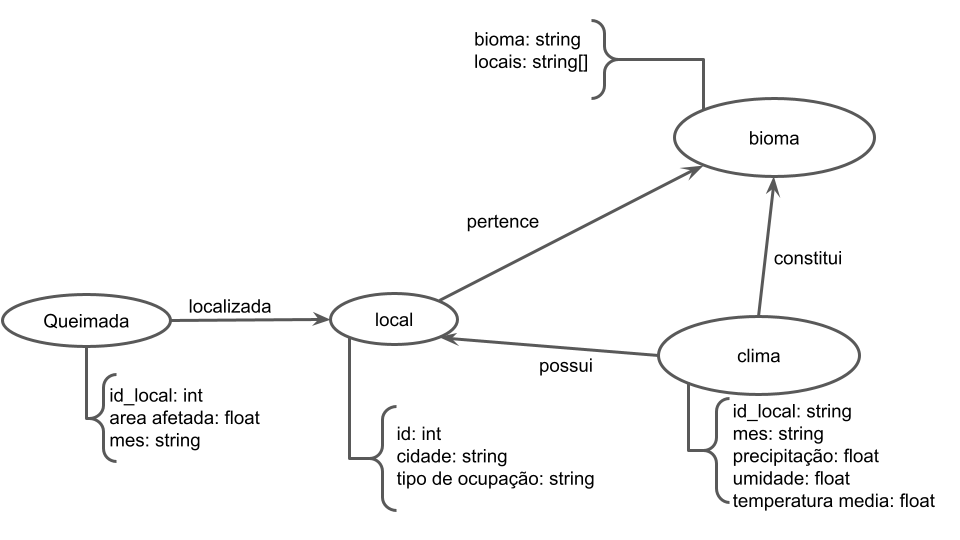 bioma: string
locais: string[]
bioma
pertence
constitui
localizada
Queimada
local
possui
clima
id_local: int
area afetada: float
mes: string
id: int
cidade: string
tipo de ocupação: string
id_local: string
mes: string
precipitação: float
umidade: float
temperatura media: float